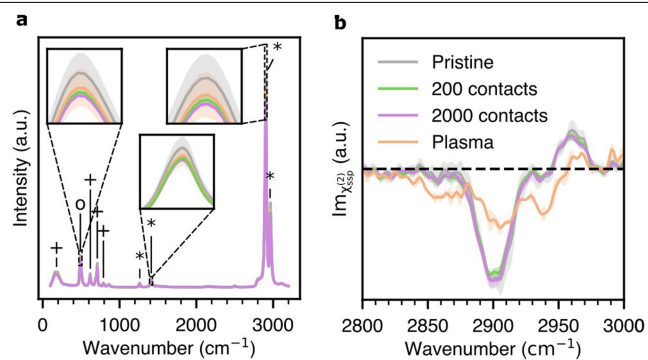 a
Intensity (a.u.)
+
o
+
+
+
*
*
*
*
0 1000 2000 3000
Wavenumber (cm⁻¹)
b
Pristine
200 contacts
2000 contacts
Plasma
Imχ⁽²⁾ssp (a.u.)
2800 2850 2900 2950 3000
Wavenumber (cm⁻¹)